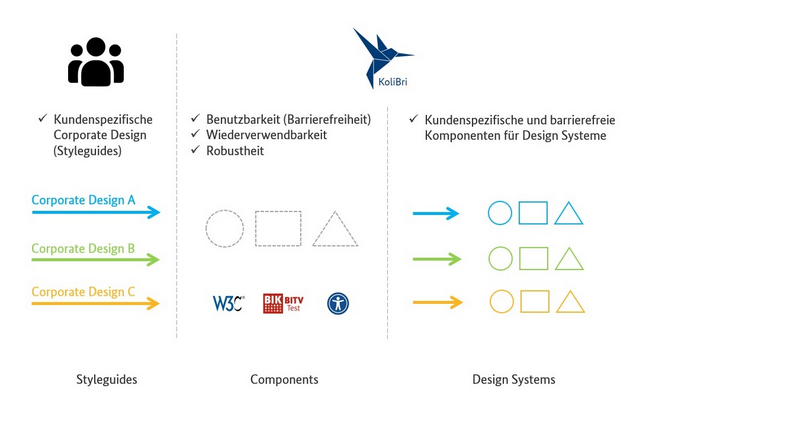 KoliBri
✓ Kundenspezifische
Corporate Design
(Styleguides)
✓ Benutzbarkeit (Barrierefreiheit)
✓ Wiederverwendbarkeit
✓ Robustheit
✓ Kundenspezifische und barrierefreie
Komponenten für Design Systeme
Corporate Design A
Corporate Design B
Corporate Design C
W3C
BIK BITV
Test
Styleguides
Components
Design Systems